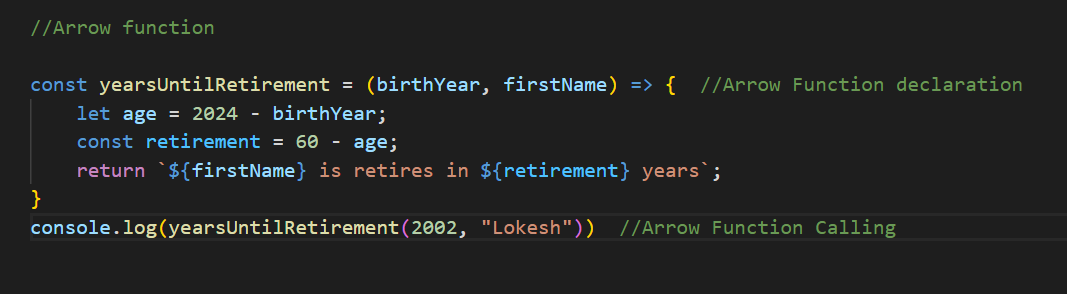 //Arrow function
const yearsUntilRetirement = (birthYear, firstName) => {  //Arrow Function declaration
    let age = 2024 - birthYear;
    const retirement = 60 - age;
    return `${firstName} is retires in ${retirement} years`;
}
console.log(yearsUntilRetirement(2002, "Lokesh"))  //Arrow Function Calling